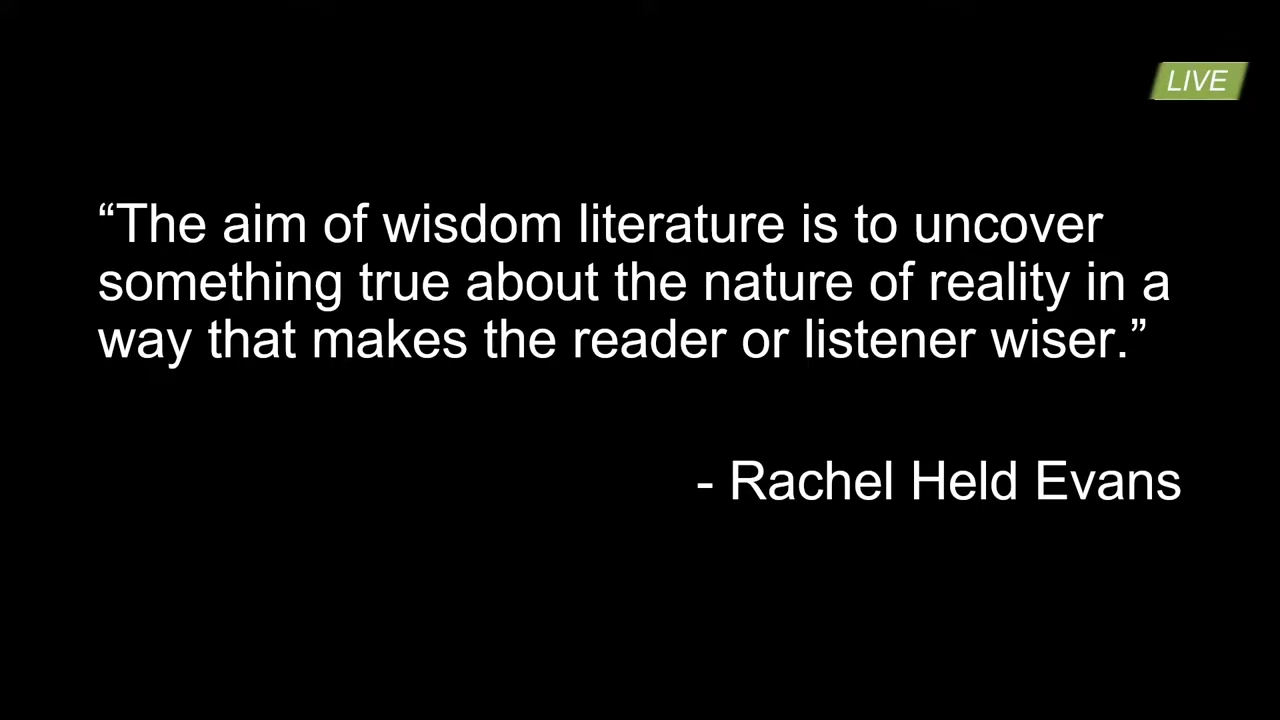 LIVE
“The aim of wisdom literature is to uncover
something true about the nature of reality in a
way that makes the reader or listener wiser.”
- Rachel Held Evans